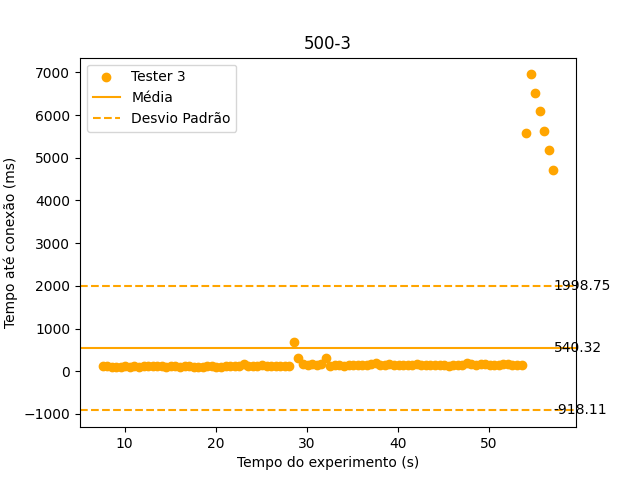 500-3
Tester 3
Média
Desvio Padrão
Tempo até conexão (ms)
7000
6000
5000
4000
3000
2000
1000
0
−1000
1998.75
540.32
-918.11
10 20 30 40 50
Tempo do experimento (s)